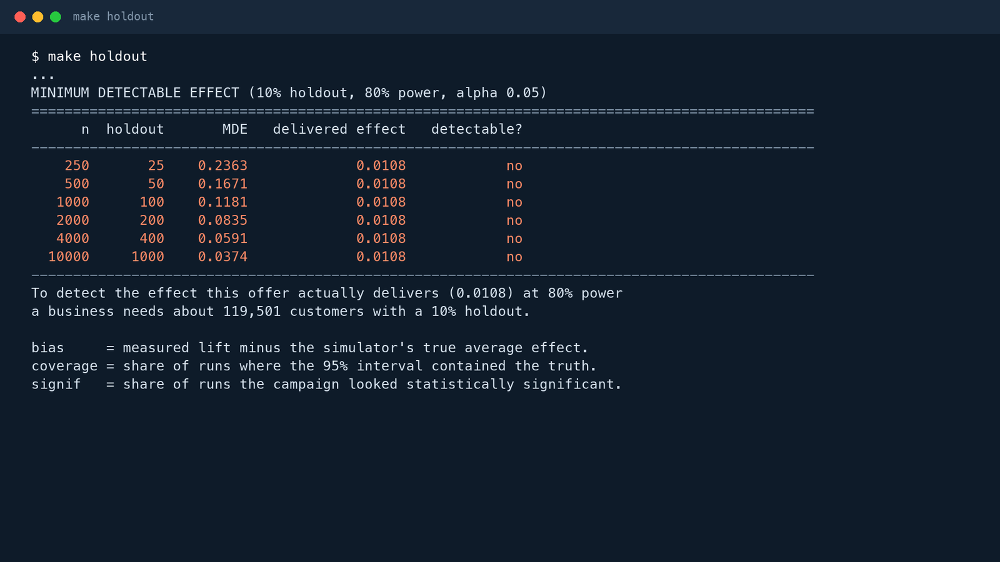 make holdout
$ make holdout
...
MINIMUM DETECTABLE EFFECT (10% holdout, 80% power, alpha 0.05)
==============================================================================================
n holdout MDE delivered effect detectable?
----------------------------------------------------------------------------------------------
250 25 0.2363 0.0108 no
500 50 0.1671 0.0108 no
1000 100 0.1181 0.0108 no
2000 200 0.0835 0.0108 no
4000 400 0.0591 0.0108 no
10000 1000 0.0374 0.0108 no
----------------------------------------------------------------------------------------------
To detect the effect this offer actually delivers (0.0108) at 80% power
a business needs about 119,501 customers with a 10% holdout.
bias = measured lift minus the simulator's true average effect.
coverage = share of runs where the 95% interval contained the truth.
signif = share of runs the campaign looked statistically significant.